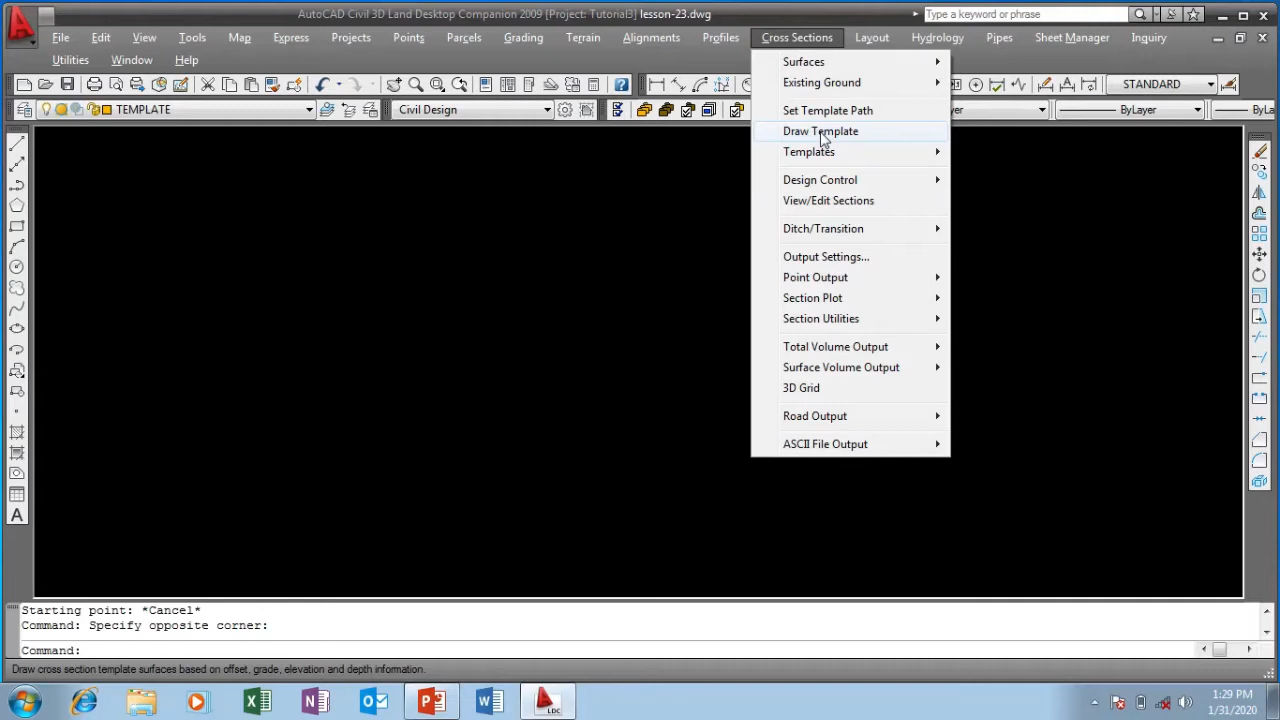 AutoCAD Civil 3D Land Desktop Companion 2009 [Project: Tutorial3] lesson-23.dwg
Type a keyword or phrase
File Edit View Tools Map Express Projects Points Parcels Grading Terrain Alignments Profiles Cross Sections Layout Hydrology Pipes Sheet Manager Inquiry
Utilities Window Help
STANDARD
TEMPLATE
Civil Design
ByLayer
Surfaces
Existing Ground
Set Template Path
Draw Template
Templates
Design Control
View/Edit Sections
Ditch/Transition
Output Settings...
Point Output
Section Plot
Section Utilities
Total Volume Output
Surface Volume Output
3D Grid
Road Output
ASCII File Output
A
Starting point: *Cancel*
Command: Specify opposite corner:
Command:
Draw cross section template surfaces based on offset, grade, elevation and depth information.
LDC
1:29 PM
1/31/2020